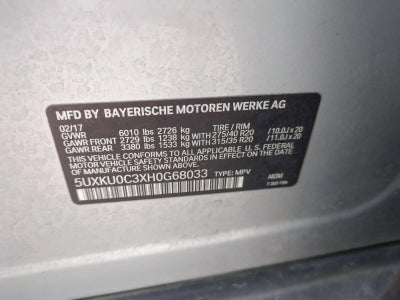 MFD BY BAYERISCHE MOTOREN WERKE AG
02/17 TIRE / RIM
GVWR 6010 lbs 2726 kg
GAWR FRONT 2729 lbs 1238 kg WITH 275/40 R20 /10.0J x 20
GAWR REAR 3380 lbs 1533 kg WITH 315/35 R20 /11.0J x 20
THIS VEHICLE CONFORMS TO ALL APPLICABLE U.S. FEDERAL
MOTOR VEHICLE SAFETY STANDARDS IN EFFECT ON THE
DATE OF MANUFACTURE SHOWN ABOVE.
5UXKU0C3XH0G68033 TYPE: MPV